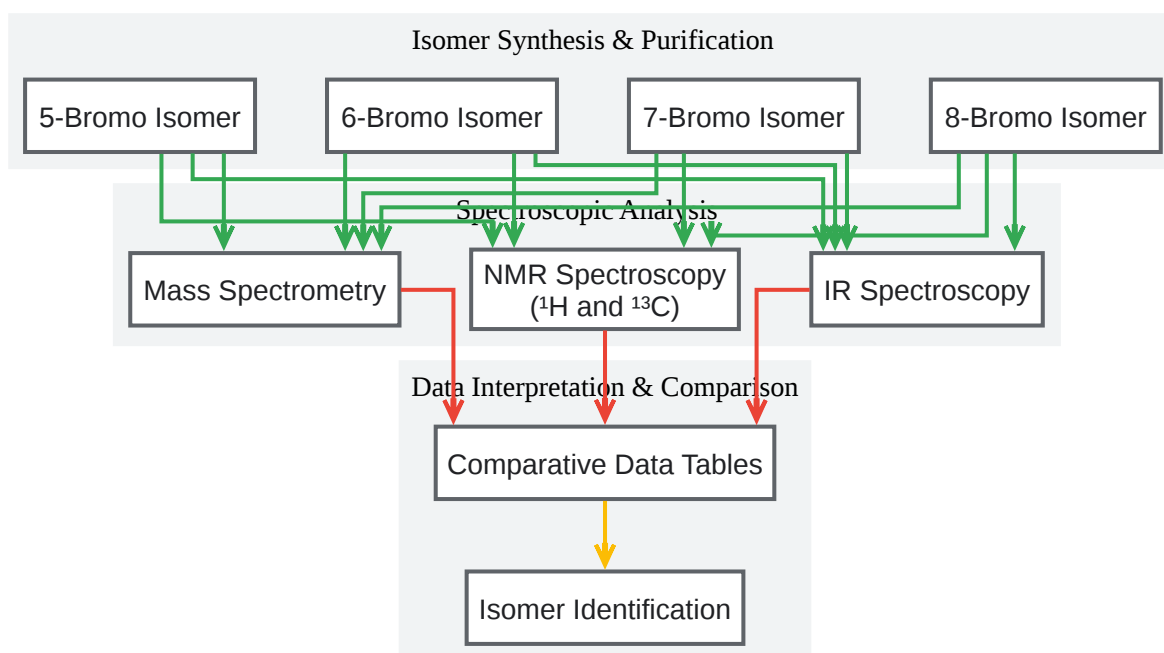 Isomer Synthesis & Purification
5-Bromo Isomer
6-Bromo Isomer
7-Bromo Isomer
8-Bromo Isomer
Spectroscopic Analysis
Mass Spectrometry
NMR Spectroscopy
(¹H and ¹³C)
IR Spectroscopy
Data Interpretation & Comparison
Comparative Data Tables
Isomer Identification